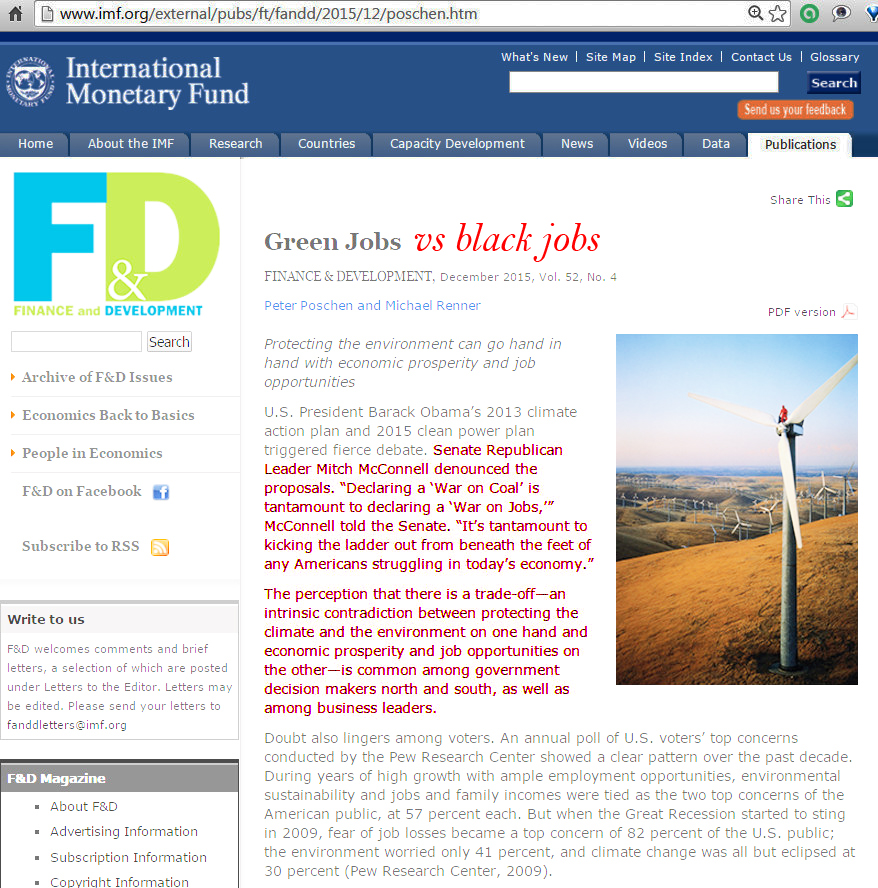 www.imf.org/external/pubs/ft/fandd/2015/12/poschen.htm
International
Monetary Fund
What's New | Site Map | Site Index | Contact Us | Glossary
Search
Send us your feedback
Home About the IMF Research Countries Capacity Development News Videos Data Publications
F&D
FINANCE and DEVELOPMENT
Search
Archive of F&D Issues
Economics Back to Basics
People in Economics
F&D on Facebook
Subscribe to RSS
Write to us
F&D welcomes comments and brief
letters, a selection of which are posted
under Letters to the Editor. Letters may
be edited. Please send your letters to
fanddletters@imf.org
F&D Magazine
About F&D
Advertising Information
Subscription Information
Copyright Information
Share This
Green Jobs vs black jobs
FINANCE & DEVELOPMENT, December 2015, Vol. 52, No. 4
Peter Poschen and Michael Renner
PDF version
Protecting the environment can go hand in
hand with economic prosperity and job
opportunities
U.S. President Barack Obama’s 2013 climate
action plan and 2015 clean power plan
triggered fierce debate. Senate Republican
Leader Mitch McConnell denounced the
proposals. “Declaring a ‘War on Coal’ is
tantamount to declaring a ‘War on Jobs,’”
McConnell told the Senate. “It’s tantamount to
kicking the ladder out from beneath the feet of
any Americans struggling in today’s economy.”
The perception that there is a trade-off—an
intrinsic contradiction between protecting the
climate and the environment on one hand and
economic prosperity and job opportunities on
the other—is common among government
decision makers north and south, as well as
among business leaders.
Doubt also lingers among voters. An annual poll of U.S. voters’ top concerns
conducted by the Pew Research Center showed a clear pattern over the past decade.
During years of high growth with ample employment opportunities, environmental
sustainability and jobs and family incomes were tied as the two top concerns of the
American public, at 57 percent each. But when the Great Recession started to sting
in 2009, fear of job losses became a top concern of 82 percent of the U.S. public;
the environment worried only 41 percent, and climate change was all but eclipsed at
30 percent (Pew Research Center, 2009).